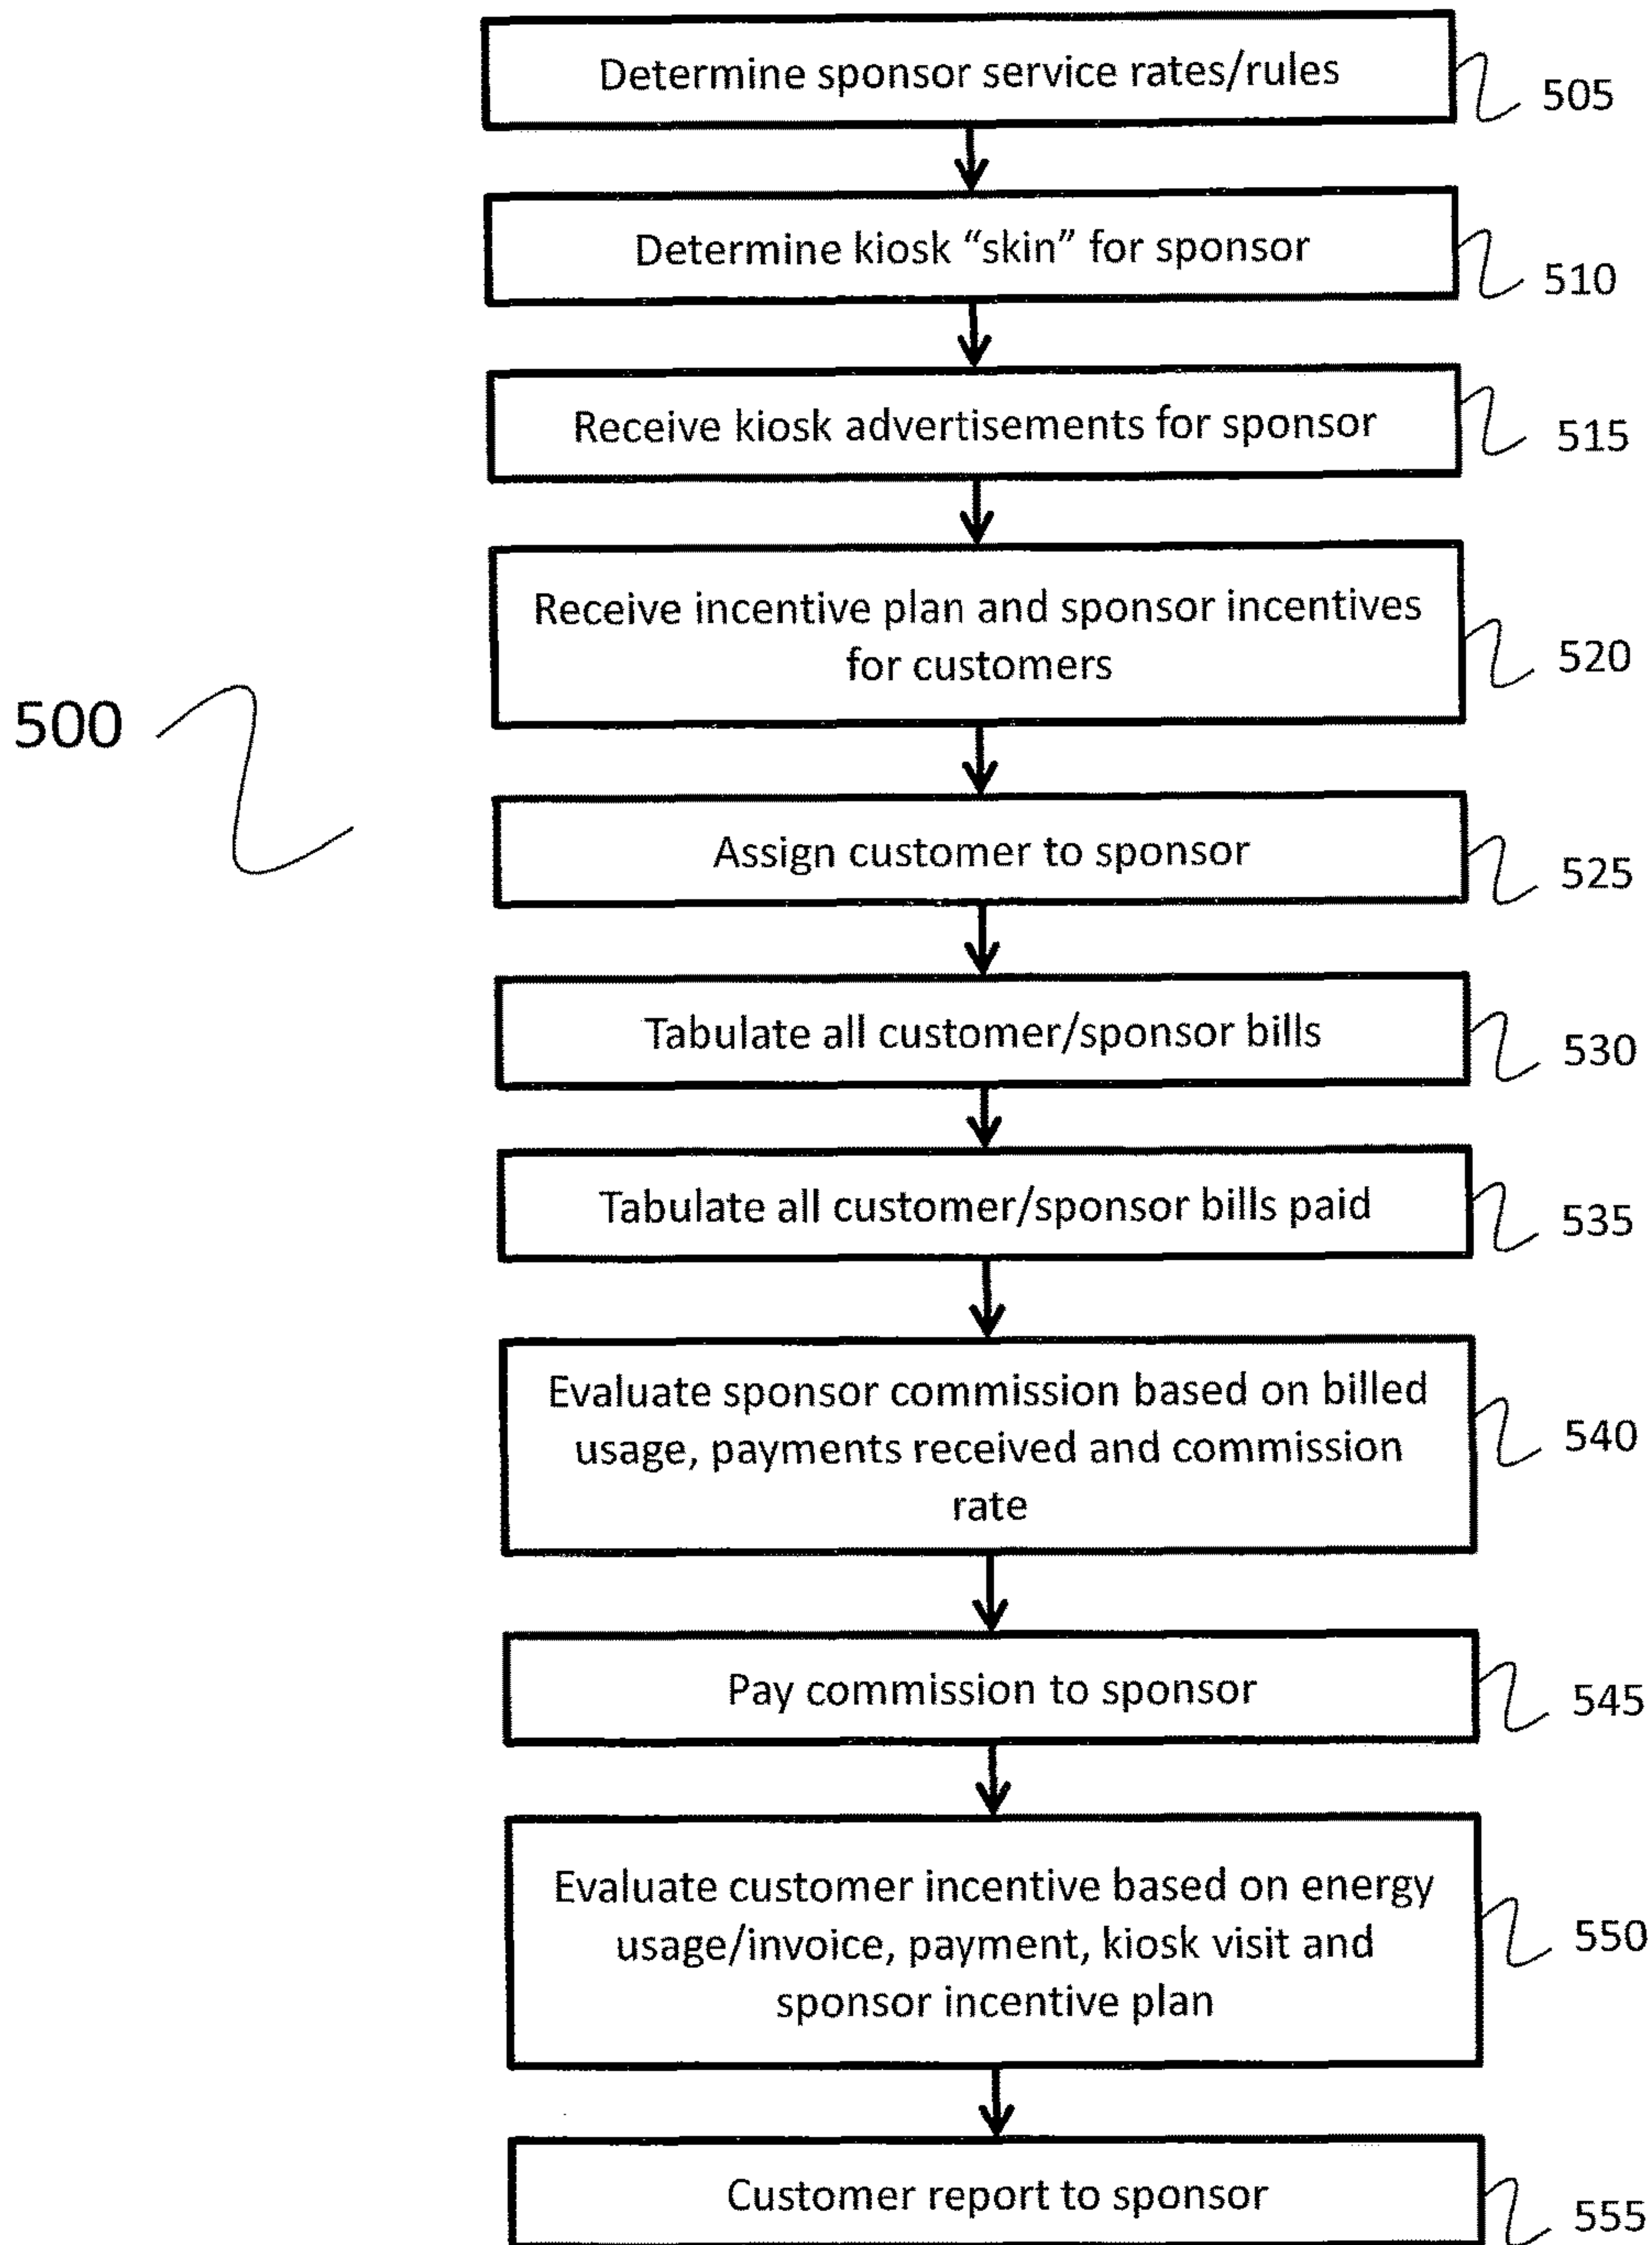 Determine sponsor service rates/rules
505
Determine kiosk “skin” for sponsor
510
Receive kiosk advertisements for sponsor
515
Receive incentive plan and sponsor incentives
for customers
520
500
Assign customer to sponsor
525
Tabulate all customer/sponsor bills
530
Tabulate all customer/sponsor bills paid
535
Evaluate sponsor commission based on billed
usage, payments received and commission
rate
540
Pay commission to sponsor
545
Evaluate customer incentive based on energy
usage/invoice, payment, kiosk visit and
sponsor incentive plan
550
Customer report to sponsor
555